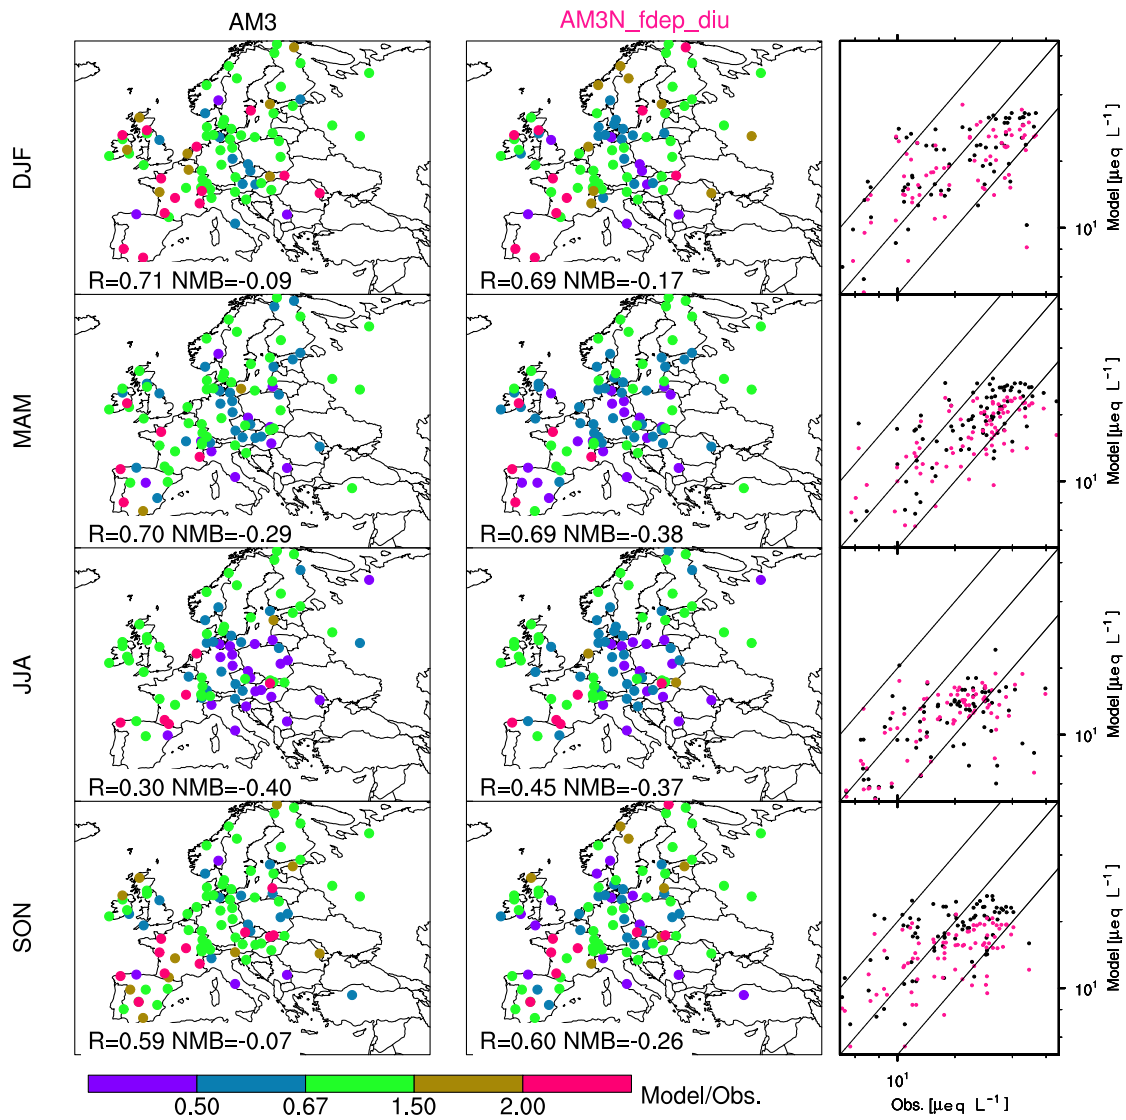 AM3
AM3N_fdep_diu
DJF
R=0.71 NMB=-0.09
R=0.69 NMB=-0.17
10¹
Model [μeq L⁻¹]
MAM
R=0.70 NMB=-0.29
R=0.69 NMB=-0.38
10¹
Model [μeq L⁻¹]
JJA
R=0.30 NMB=-0.40
R=0.45 NMB=-0.37
10¹
Model [μeq L⁻¹]
SON
R=0.59 NMB=-0.07
R=0.60 NMB=-0.26
10¹
Model [μeq L⁻¹]
10¹
Obs. [μeq L⁻¹]
0.50 0.67 1.50 2.00
Model/Obs.